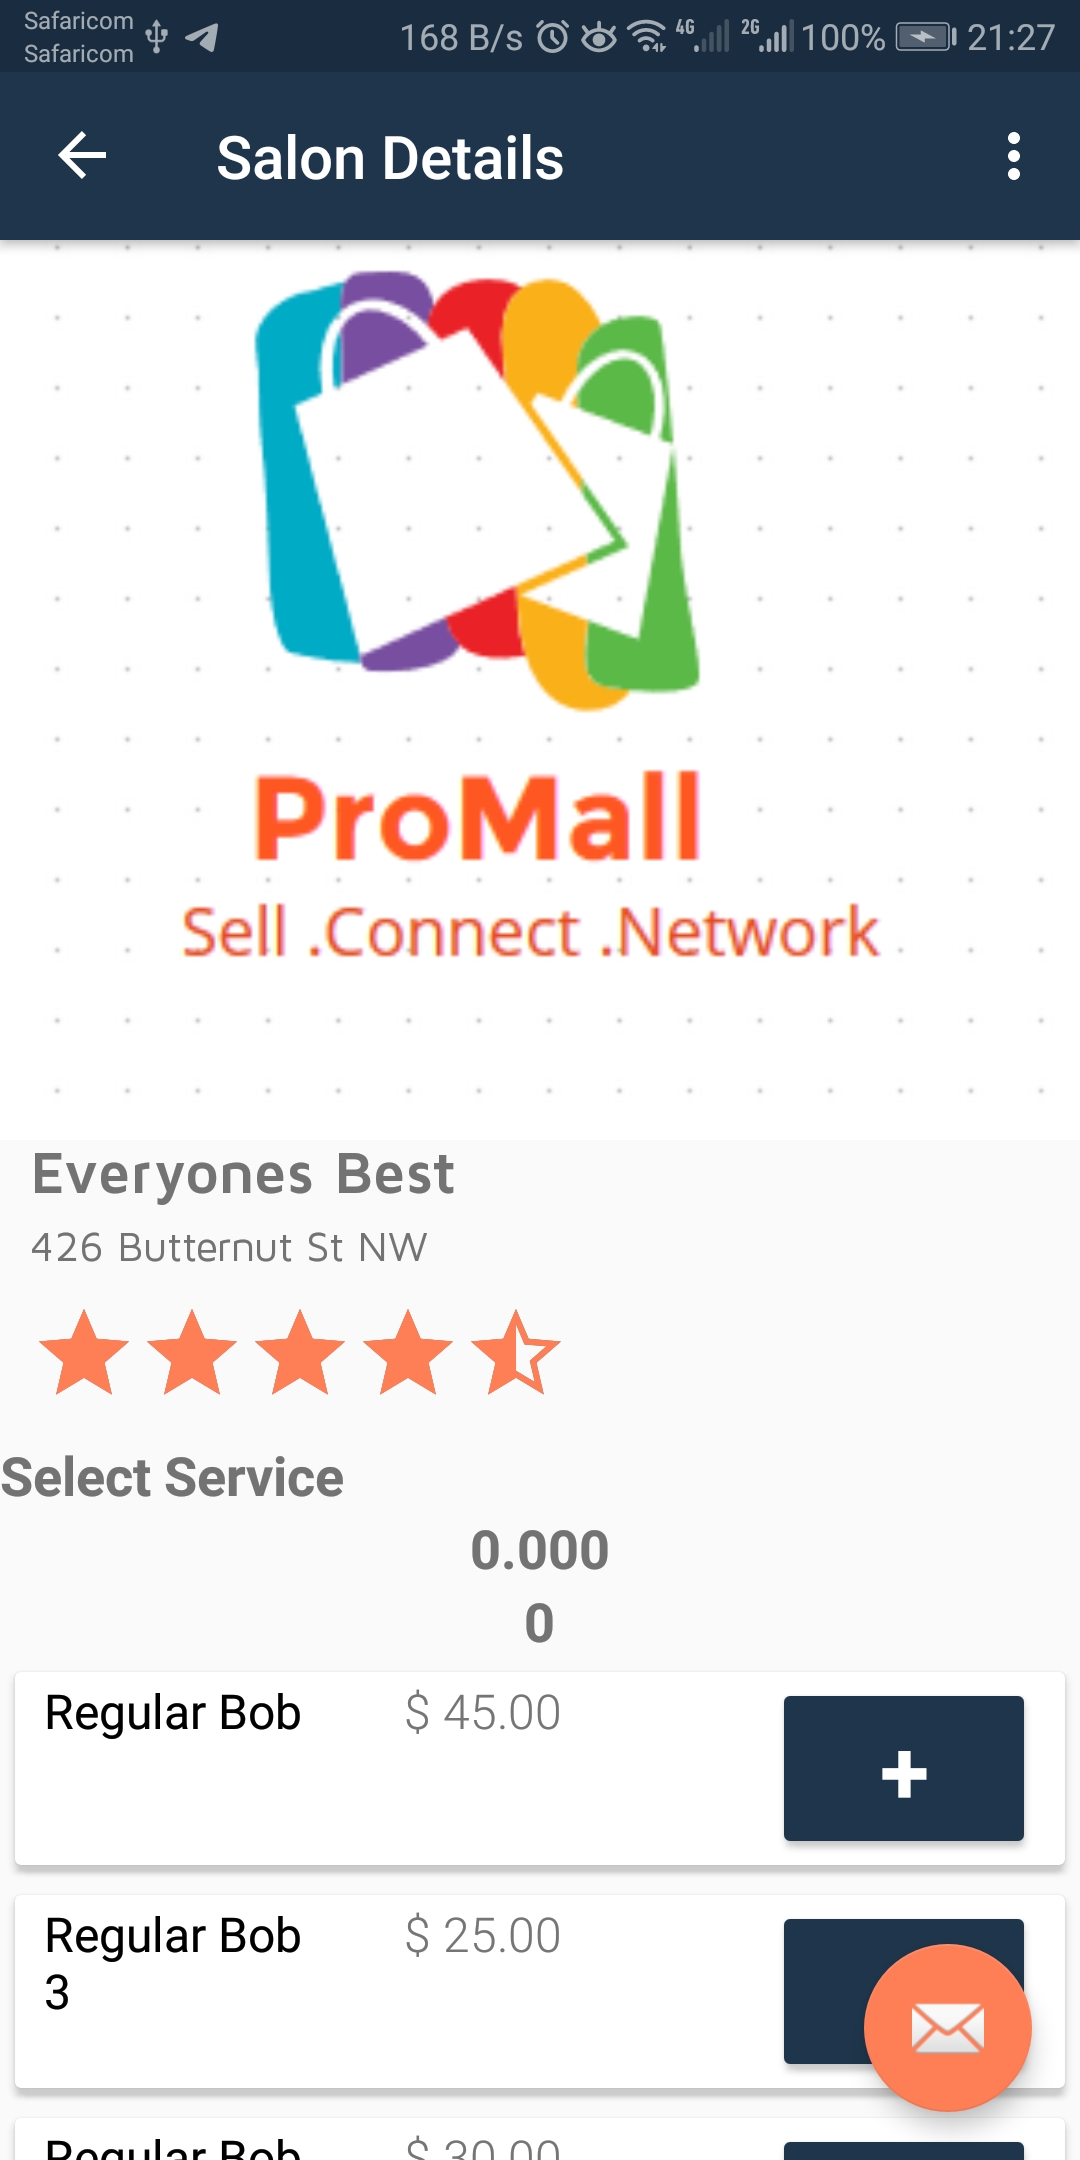 Safaricom
Safaricom
168 B/s 4G 2G 100% 21:27
Salon Details
ProMall
Sell .Connect .Network
Everyones Best
426 Butternut St NW
Select Service
0.000
0
Regular Bob $ 45.00
+
Regular Bob $ 25.00
3
Regular Bob $ 30.00